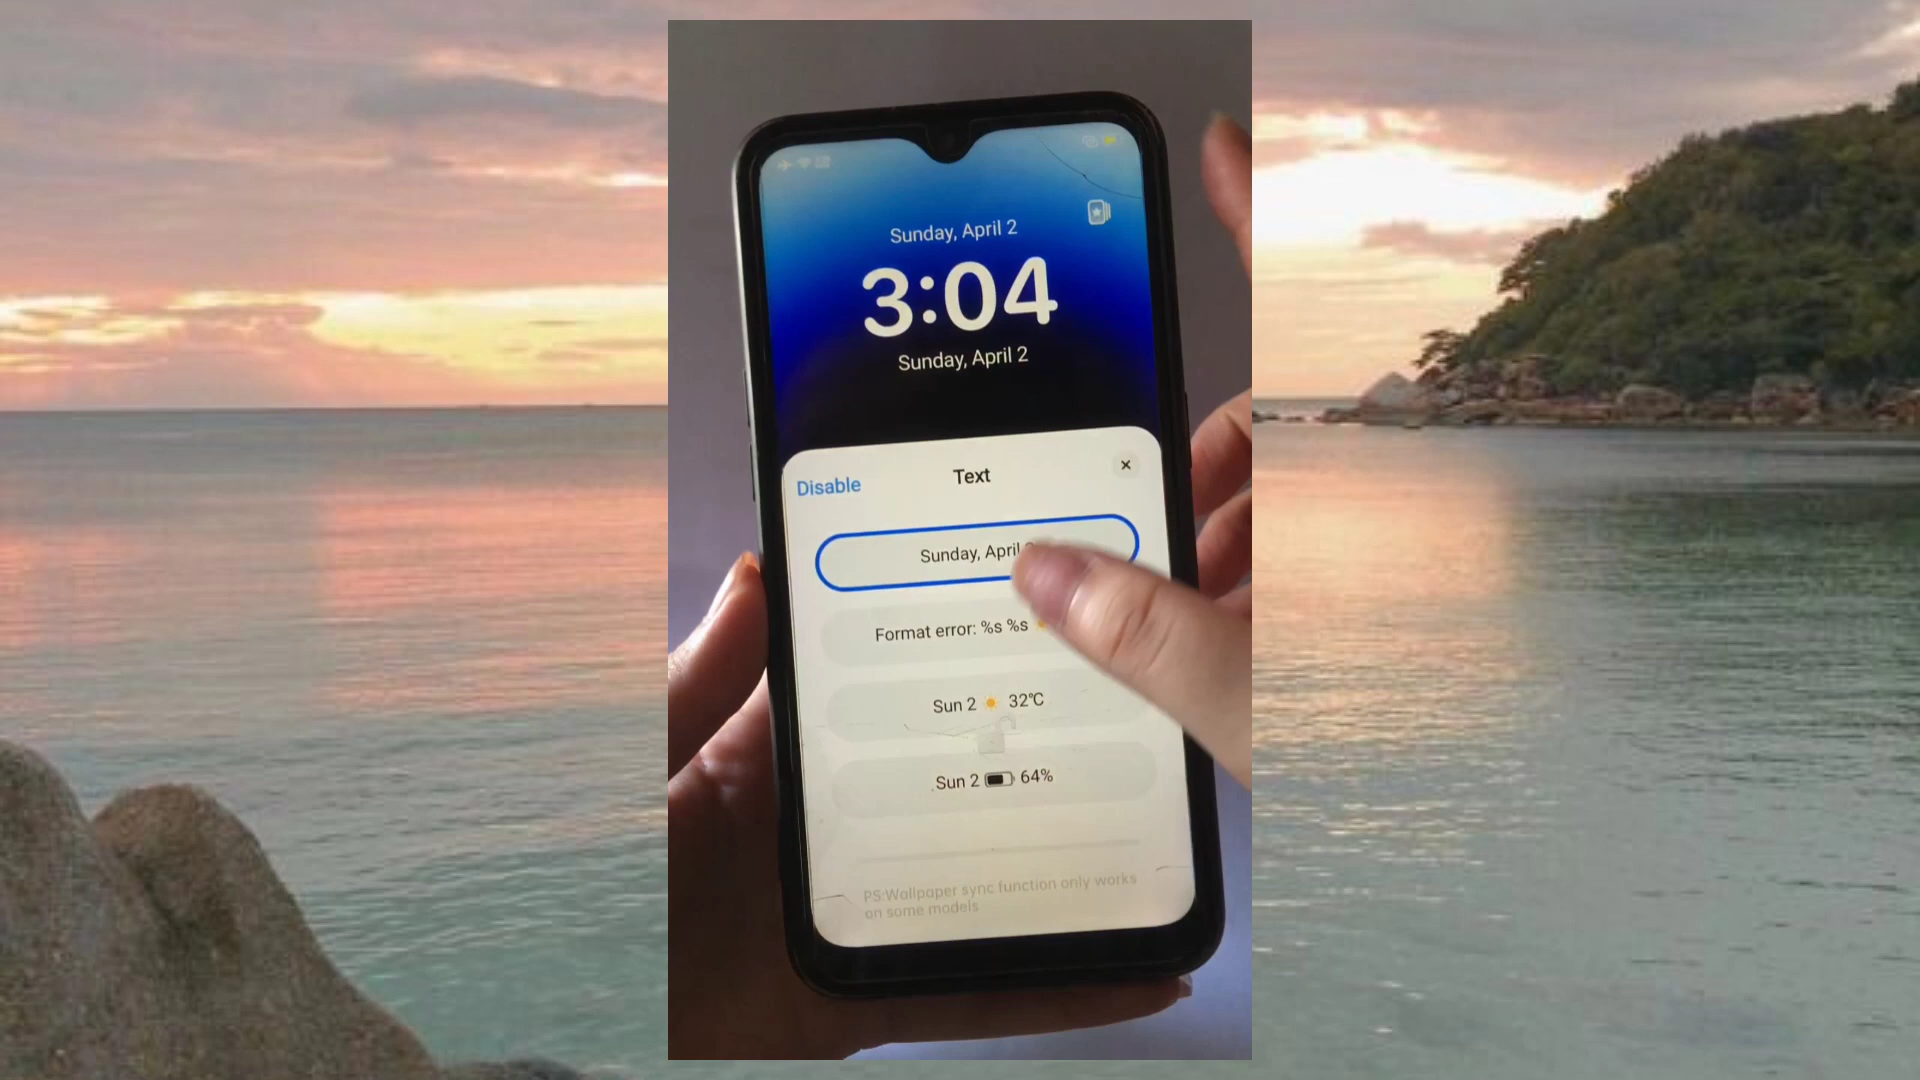 Sunday, April 2
3:04
Sunday, April 2
Disable
Text
Sunday, April
Format error: %s %s
Sun 2 32°C
Sun 2 64%
PS:Wallpaper sync function only works
on some models